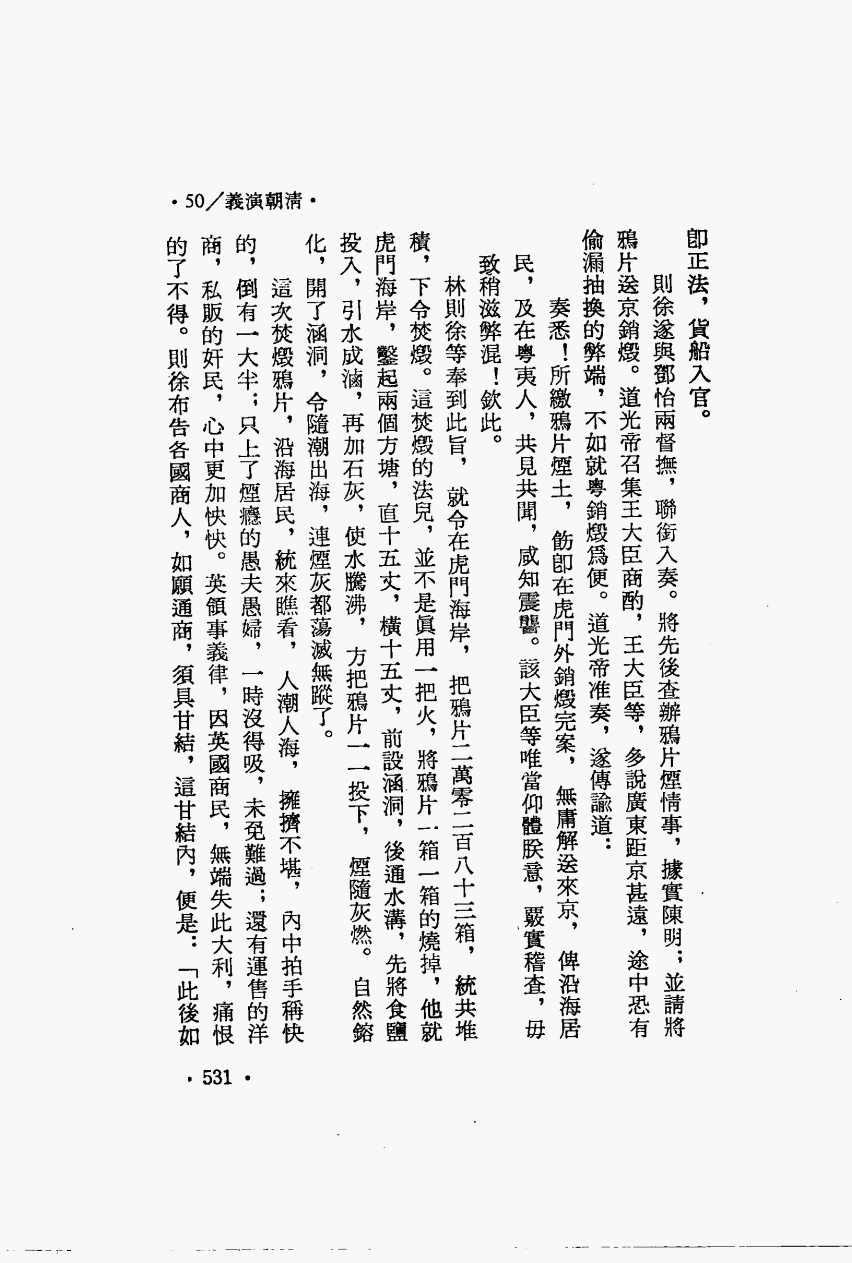 •清朝演義/50•
卽正法，貨船入官。
則徐遂與鄧怡兩督撫，聯銜入奏。將先後查辦鴉片煙情事，據實陳明；並請將
鴉片送京銷燬。道光帝召集王大臣商酌，王大臣等，多說廣東距京甚遠，途中恐有
偷漏抽換的弊端，不如就粵銷燬爲便。道光帝准奏，遂傳諭道：
奏悉！所繳鴉片煙土，飭卽在虎門外銷燬完案，無庸解送來京，俾沿海居
民，及在粵夷人，共見共聞，咸知震讋。該大臣等唯當仰體朕意，覈實稽查，毋
致稍滋弊混！欽此。
林則徐等奉到此旨，就令在虎門海岸，把鴉片二萬零二百八十三箱，統共堆
積，下令焚燬。這焚燬的法兒，並不是眞用一把火，將鴉片一箱一箱的燒掉，他就
虎門海岸，鑿起兩個方塘，直十五丈，橫十五丈，前設涵洞，後通水溝，先將食鹽
投入，引水成滷，再加石灰，使水騰沸，方把鴉片一一投下，煙隨灰燃。自然鎔
化，開了涵洞，令隨潮出海，連煙灰都蕩滅無蹤了。
這次焚燬鴉片，沿海居民，統來瞧看，人潮人海，擁擠不堪，內中拍手稱快
的，倒有一大半；只上了煙癮的愚夫愚婦，一時沒得吸，未免難過；還有運售的洋
商，私販的奸民，心中更加怏怏。英領事義律，因英國商民，無端失此大利，痛恨
的了不得。則徐布告各國商人，如願通商，須具甘結，這甘結內，便是：「此後如
•531•